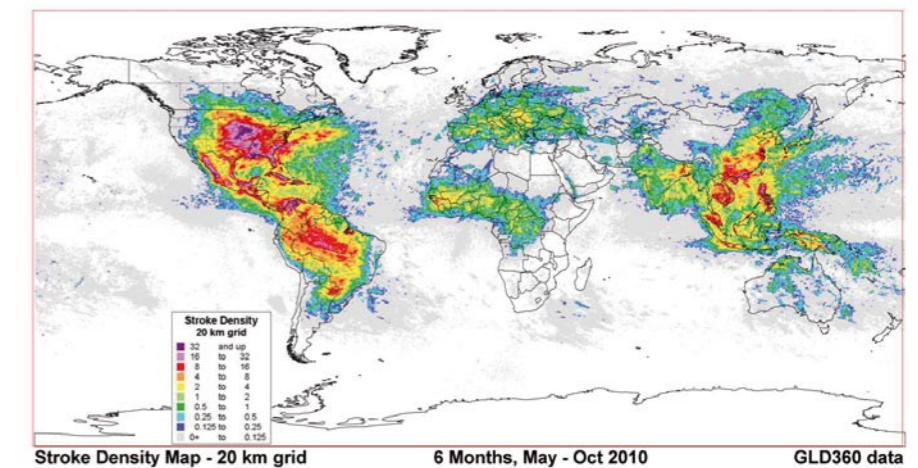 Stroke Density
20 km grid
32 and up
16 to 32
8 to 16
4 to 8
2 to 4
1 to 2
0.5 to 1
0.25 to 0.5
0.125 to 0.25
0+ to 0.125
Stroke Density Map - 20 km grid 6 Months, May - Oct 2010 GLD360 data